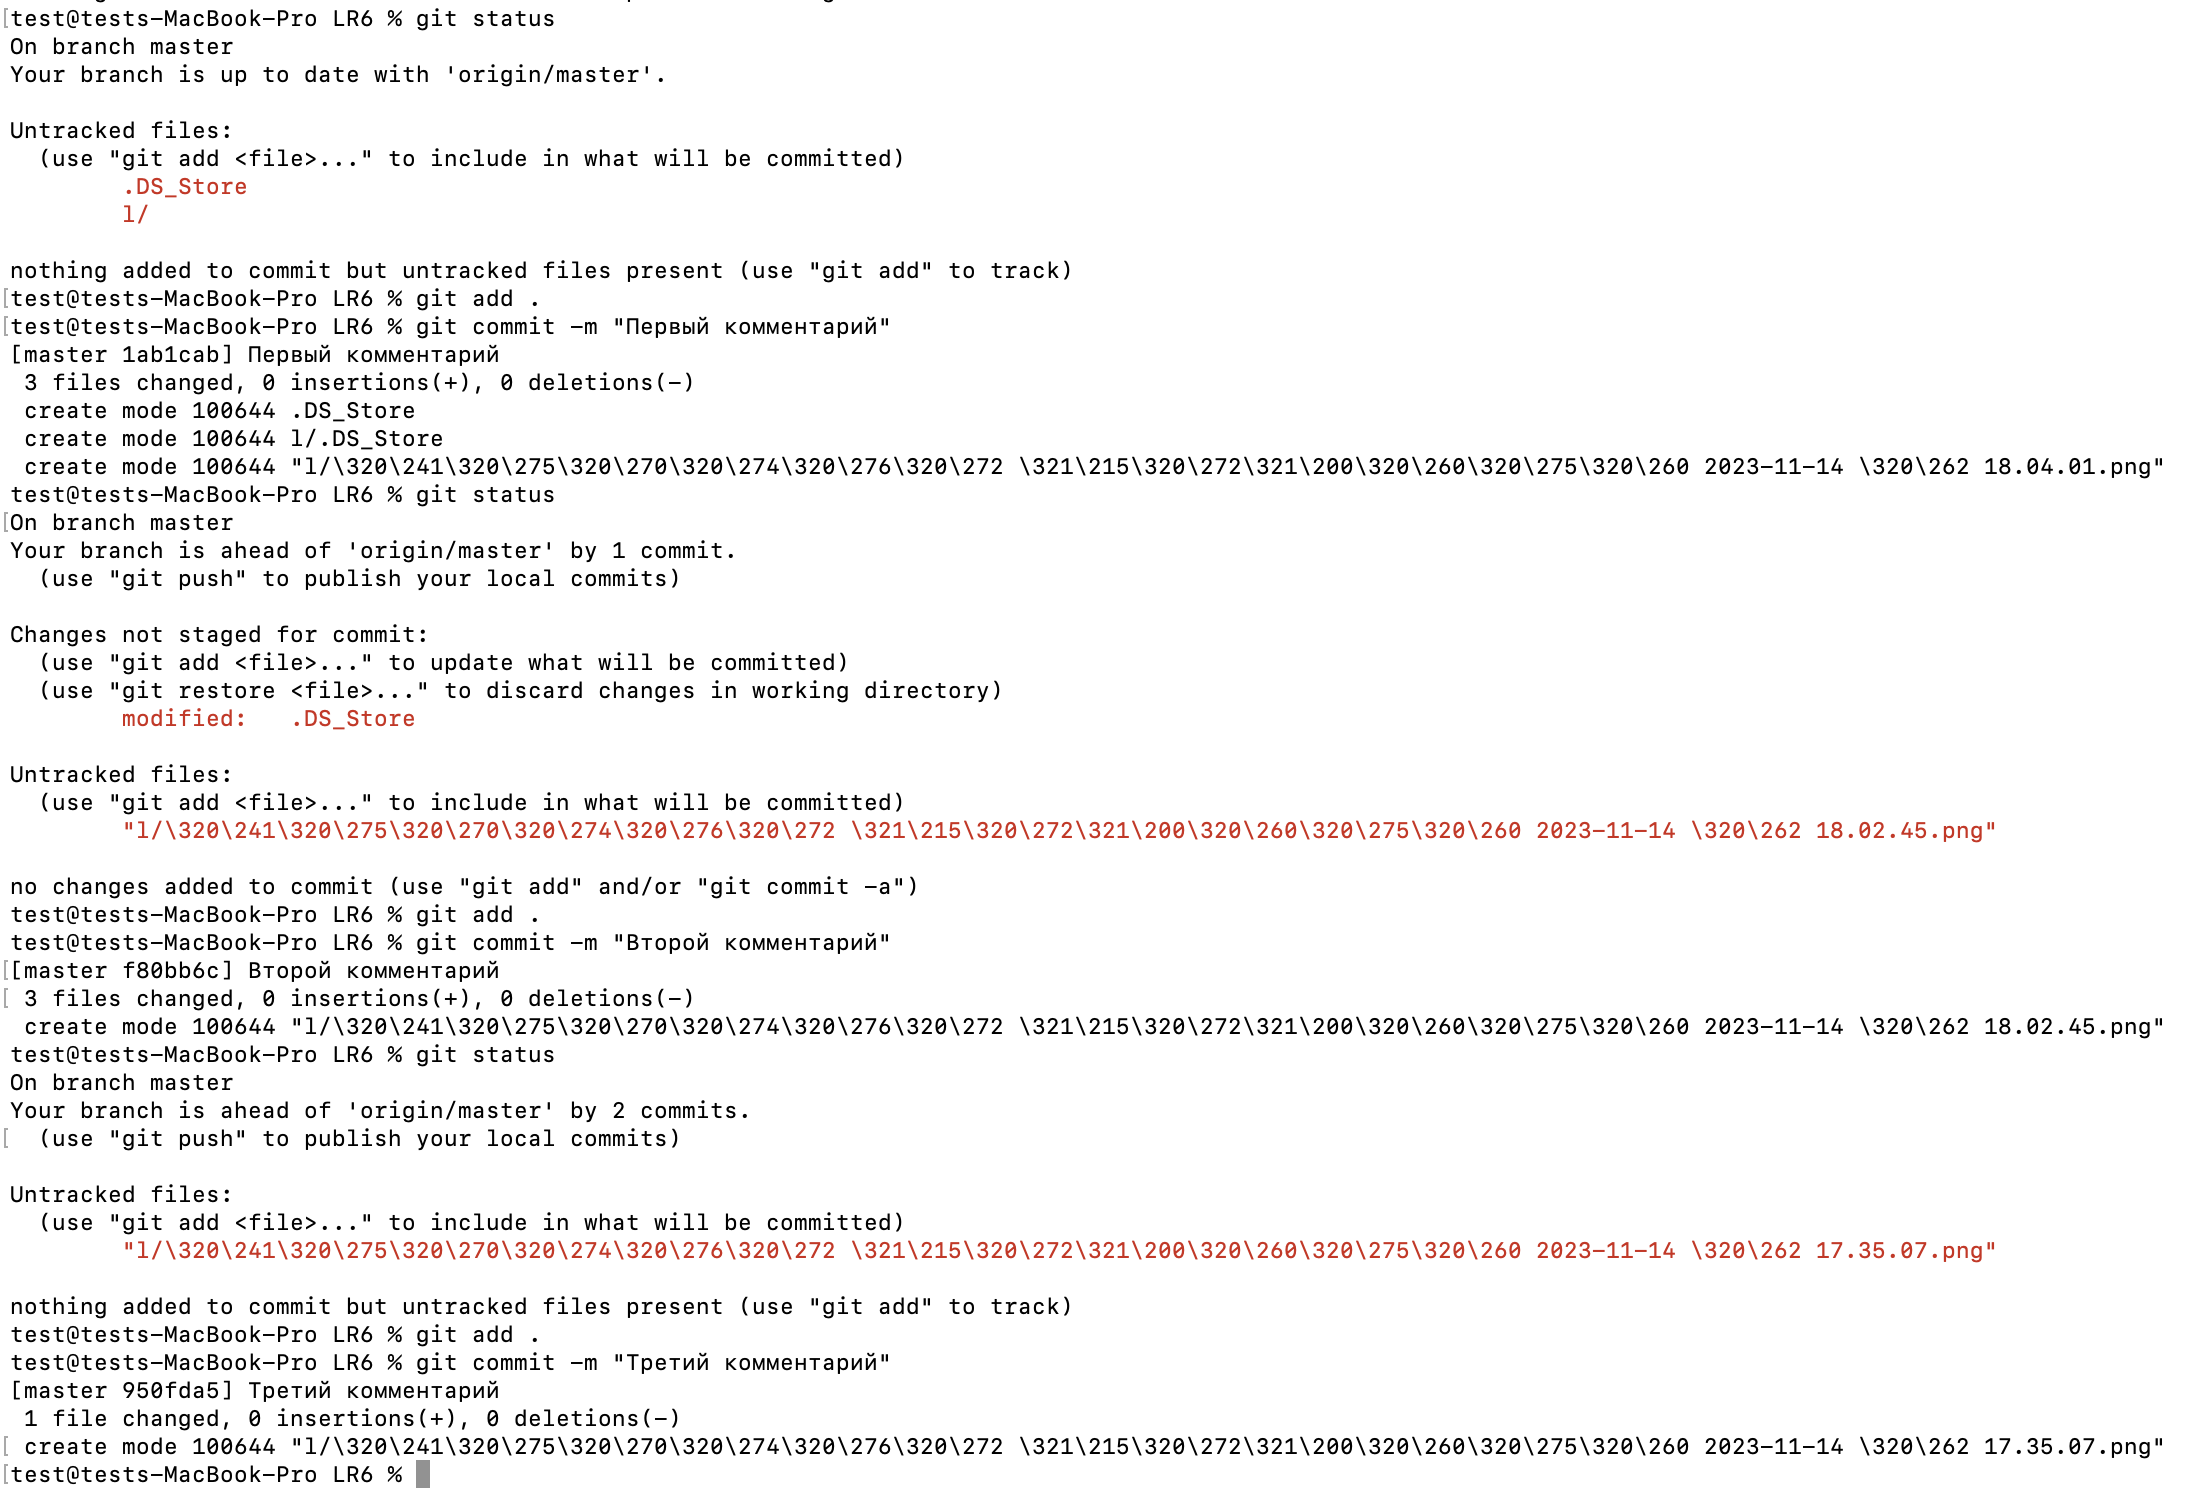 [test@tests-MacBook-Pro LR6 % git status
On branch master
Your branch is up to date with 'origin/master'.
Untracked files:
(use "git add <file>..." to include in what will be committed)
.DS_Store
l/
nothing added to commit but untracked files present (use "git add" to track)
[test@tests-MacBook-Pro LR6 % git add .
[test@tests-MacBook-Pro LR6 % git commit -m "Первый комментарий"
[master 1ab1cab] Первый комментарий
3 files changed, 0 insertions(+), 0 deletions(-)
create mode 100644 .DS_Store
create mode 100644 l/.DS_Store
create mode 100644 "l/\320\241\320\275\320\270\320\274\320\276\320\272 \321\215\320\272\321\200\320\260\320\275\320\260 2023-11-14 \320\262 18.04.01.png"
test@tests-MacBook-Pro LR6 % git status
[On branch master
Your branch is ahead of 'origin/master' by 1 commit.
(use "git push" to publish your local commits)
Changes not staged for commit:
(use "git add <file>..." to update what will be committed)
(use "git restore <file>..." to discard changes in working directory)
modified:   .DS_Store
Untracked files:
(use "git add <file>..." to include in what will be committed)
"l/\320\241\320\275\320\270\320\274\320\276\320\272 \321\215\320\272\321\200\320\260\320\275\320\260 2023-11-14 \320\262 18.02.45.png"
no changes added to commit (use "git add" and/or "git commit -a")
test@tests-MacBook-Pro LR6 % git add .
test@tests-MacBook-Pro LR6 % git commit -m "Второй комментарий"
[[master f80bb6c] Второй комментарий
[ 3 files changed, 0 insertions(+), 0 deletions(-)
create mode 100644 "l/\320\241\320\275\320\270\320\274\320\276\320\272 \321\215\320\272\321\200\320\260\320\275\320\260 2023-11-14 \320\262 18.02.45.png"
test@tests-MacBook-Pro LR6 % git status
On branch master
Your branch is ahead of 'origin/master' by 2 commits.
[  (use "git push" to publish your local commits)
Untracked files:
(use "git add <file>..." to include in what will be committed)
"l/\320\241\320\275\320\270\320\274\320\276\320\272 \321\215\320\272\321\200\320\260\320\275\320\260 2023-11-14 \320\262 17.35.07.png"
nothing added to commit but untracked files present (use "git add" to track)
test@tests-MacBook-Pro LR6 % git add .
test@tests-MacBook-Pro LR6 % git commit -m "Третий комментарий"
[master 950fda5] Третий комментарий
1 file changed, 0 insertions(+), 0 deletions(-)
[ create mode 100644 "l/\320\241\320\275\320\270\320\274\320\276\320\272 \321\215\320\272\321\200\320\260\320\275\320\260 2023-11-14 \320\262 17.35.07.png"
[test@tests-MacBook-Pro LR6 %